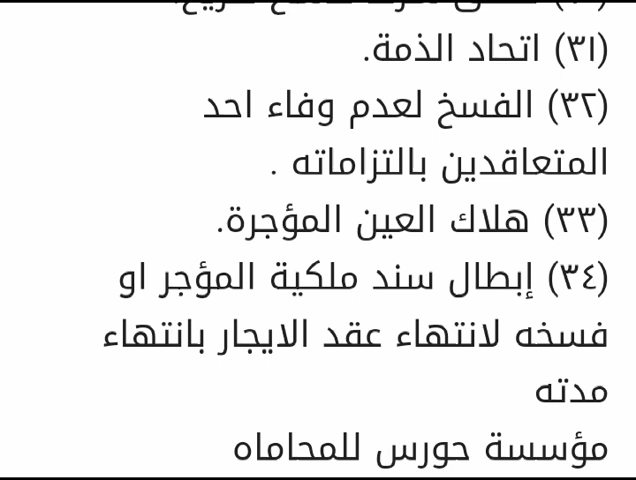 (٣١) اتحاد الذمة.
(٣٢) الفسخ لعدم وفاء احد
المتعاقدين بالتزاماته .
(٣٣) هلاك العين المؤجرة.
(٣٤) إبطال سند ملكية المؤجر او
فسخه لانتهاء عقد الايجار بانتهاء
مدته
مؤسسة حورس للمحاماه